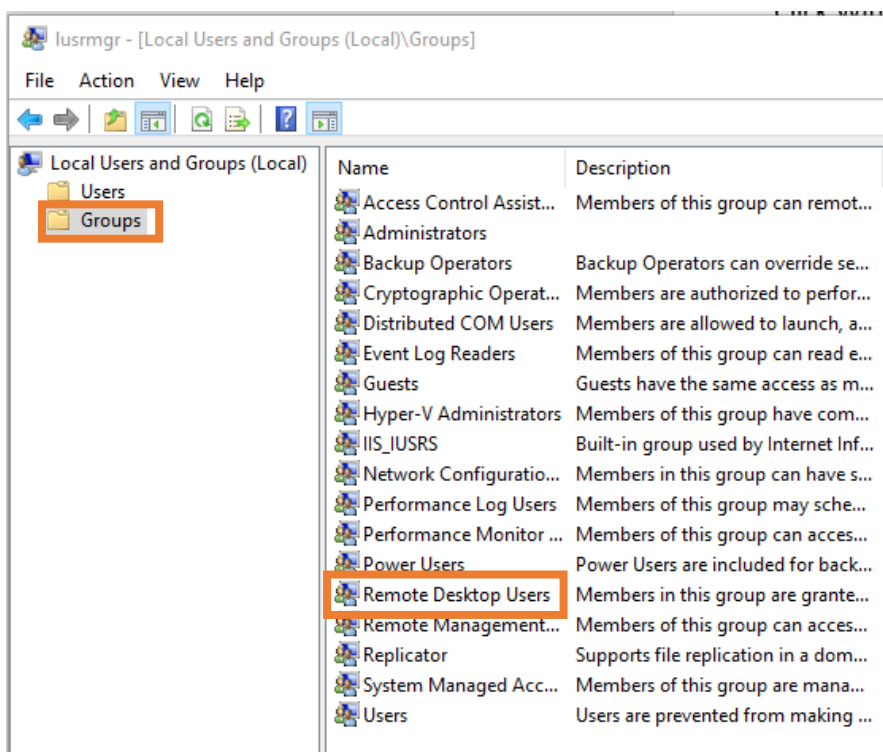 lusrmgr - [Local Users and Groups (Local)\Groups]
File Action View Help
Local Users and Groups (Local)
Users
Groups
Name Description
Access Control Assist... Members of this group can remot...
Administrators
Backup Operators Backup Operators can override se...
Cryptographic Operat... Members are authorized to perfor...
Distributed COM Users Members are allowed to launch, a...
Event Log Readers Members of this group can read e...
Guests Guests have the same access as m...
Hyper-V Administrators Members of this group have com...
IIS_IUSRS Built-in group used by Internet Inf...
Network Configuratio... Members in this group can have s...
Performance Log Users Members of this group may sche...
Performance Monitor ... Members of this group can acces...
Power Users Power Users are included for back...
Remote Desktop Users Members in this group are grante...
Remote Management... Members of this group can acces...
Replicator Supports file replication in a dom...
System Managed Acc... Members of this group are mana...
Users Users are prevented from making ...